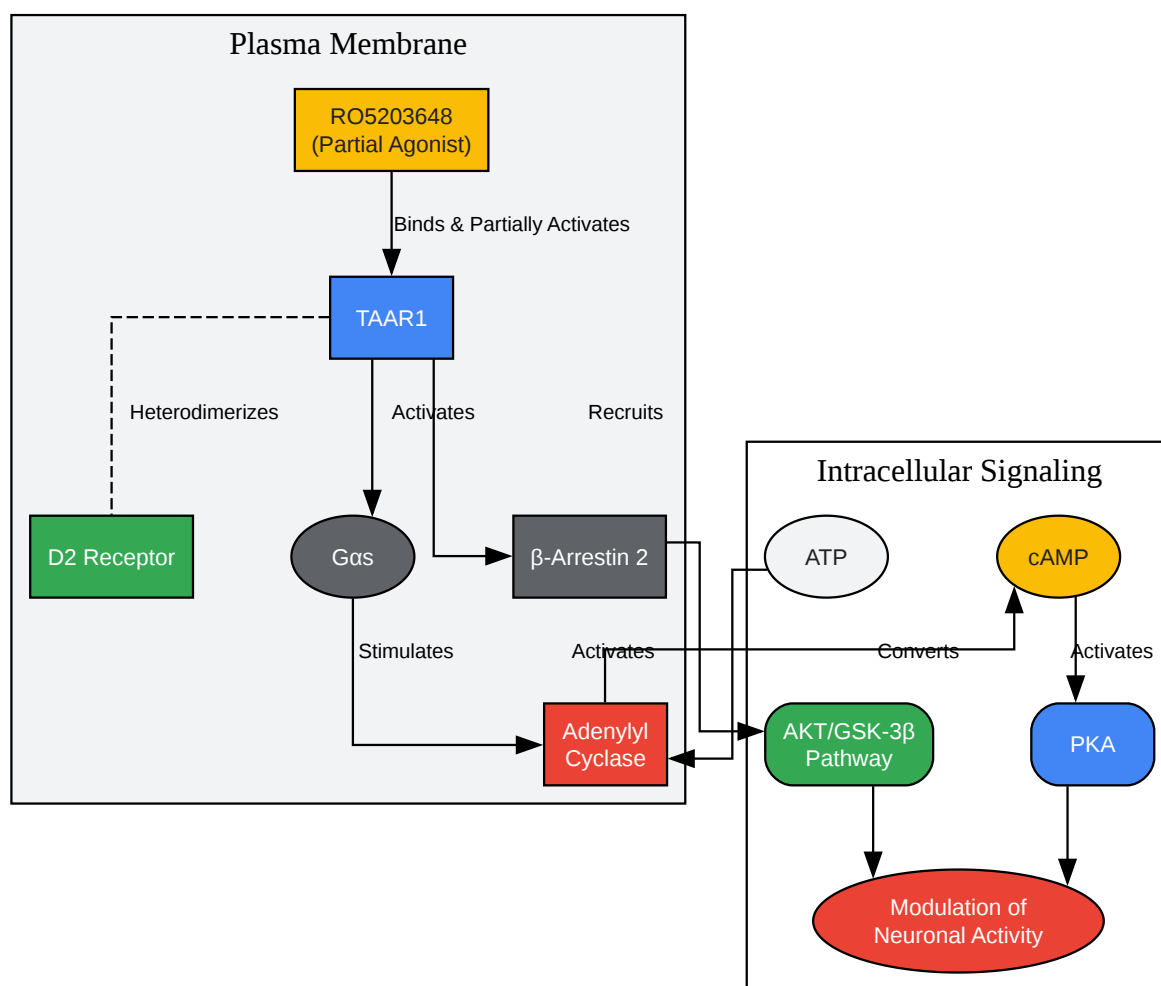 Plasma Membrane
RO5203648
(Partial Agonist)
Binds & Partially Activates
TAAR1
Heterodimerizes
Activates
Recruits
Intracellular Signaling
D2 Receptor
Gαs
β-Arrestin 2
ATP
cAMP
Stimulates
Activates
Converts
Activates
Adenylyl
Cyclase
AKT/GSK-3β
Pathway
PKA
Modulation of
Neuronal Activity